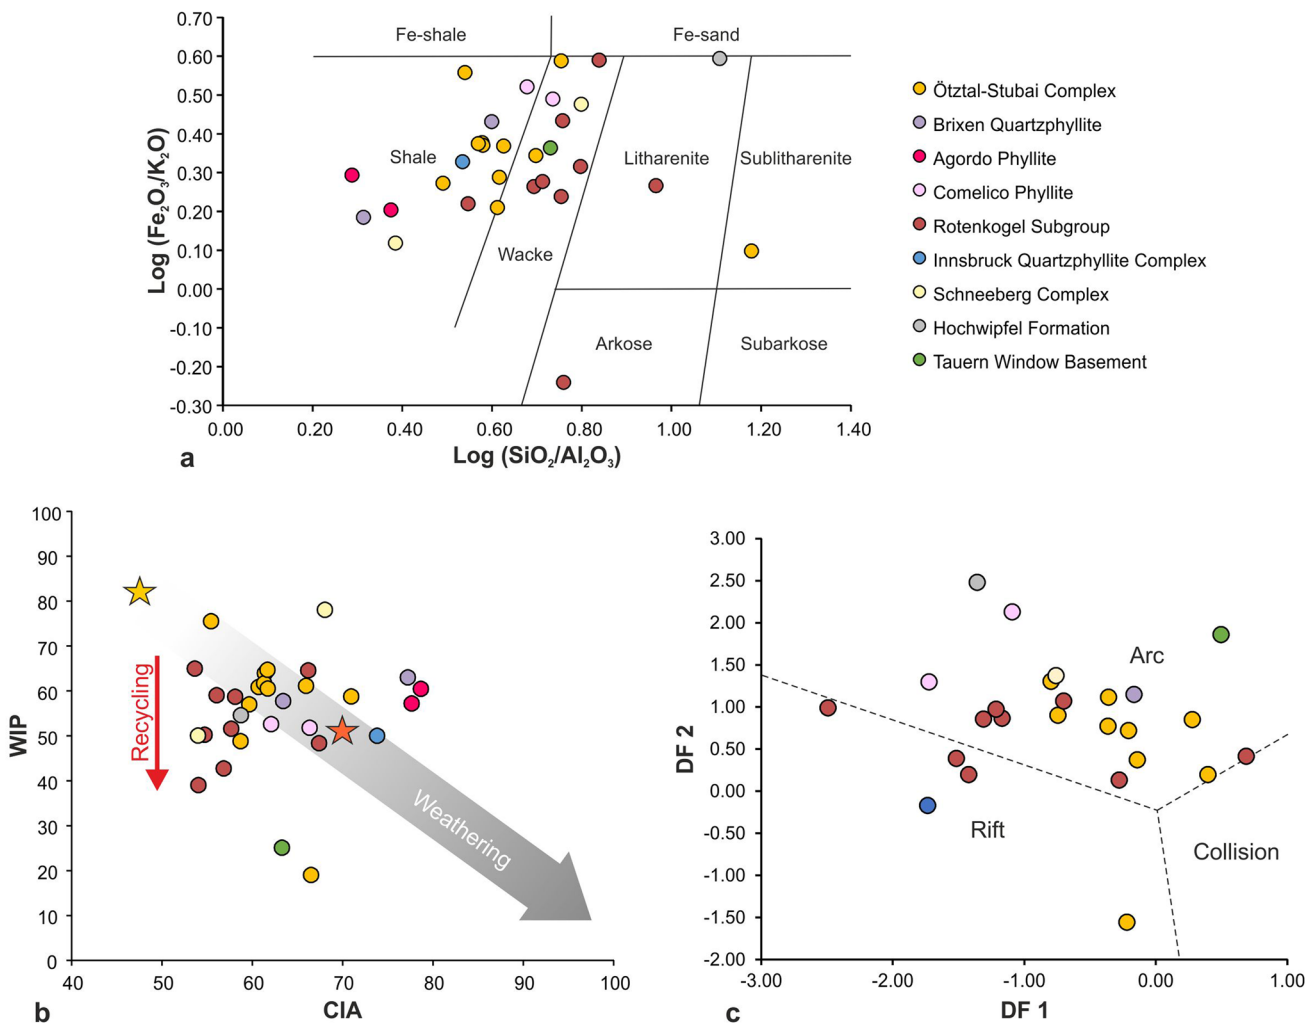 0.70
0.60
0.50
0.40
0.30
0.20
0.10
0.00
-0.10
-0.20
-0.30
Log (Fe₂O₃/K₂O)
Fe-shale
Fe-sand
Shale
Wacke
Litharenite
Sublitharenite
Arkose
Subarkose
0.00 0.20 0.40 0.60 0.80 1.00 1.20 1.40
Log (SiO₂/Al₂O₃)
a
Ötztal-Stubai Complex
Brixen Quartzphyllite
Agordo Phyllite
Comelico Phyllite
Rotenkogel Subgroup
Innsbruck Quartzphyllite Complex
Schneeberg Complex
Hochwipfel Formation
Tauern Window Basement
100
90
80
70
60
50
40
30
20
10
0
WIP
Recycling
Weathering
40 50 60 70 80 90 100
CIA
b
3.00
2.00
1.50
1.00
0.50
0.00
-0.50
-1.00
-1.50
-2.00
DF 2
Arc
Rift
Collision
-3.00 -2.00 -1.00 0.00 1.00
DF 1
c